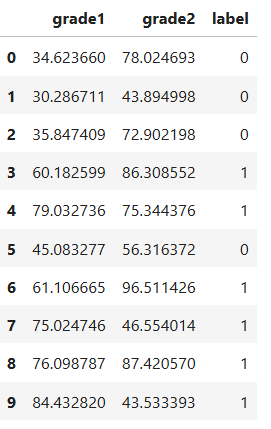 grade1 grade2 label
0 34.623660 78.024693 0
1 30.286711 43.894998 0
2 35.847409 72.902198 0
3 60.182599 86.308552 1
4 79.032736 75.344376 1
5 45.083277 56.316372 0
6 61.106665 96.511426 1
7 75.024746 46.554014 1
8 76.098787 87.420570 1
9 84.432820 43.533393 1